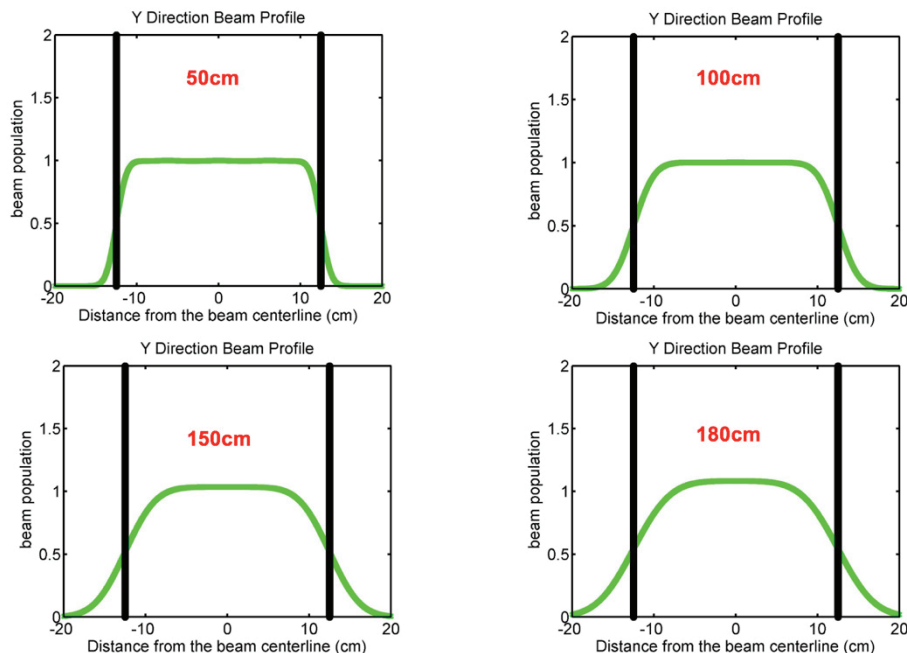 Y Direction Beam Profile
2
1.5
1
0.5
0
50cm
beam population
-20 -10 0 10 20
Distance from the beam centerline (cm)
Y Direction Beam Profile
2
1.5
1
0.5
0
100cm
beam population
-20 -10 0 10 20
Distance from the beam centerline (cm)
Y Direction Beam Profile
2
1.5
1
0.5
0
150cm
beam population
-20 -10 0 10 20
Distance from the beam centerline (cm)
Y Direction Beam Profile
2
1.5
1
0.5
0
180cm
beam population
-20 -10 0 10 20
Distance from the beam centerline (cm)